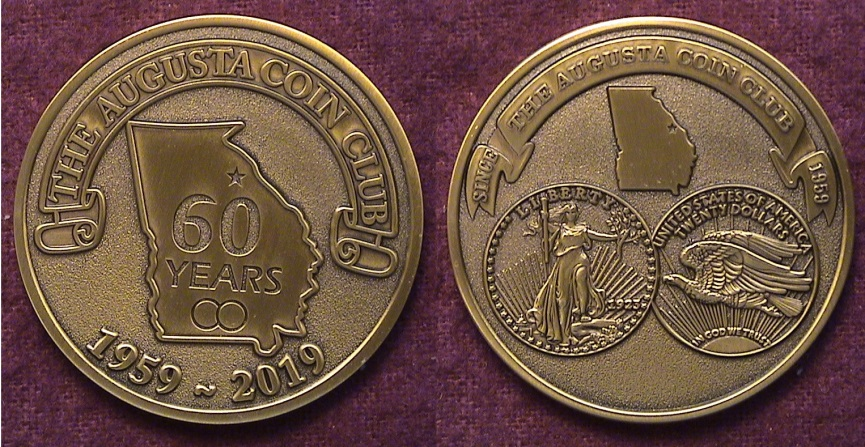 THE AUGUSTA COIN CLUB
60
YEARS
1959 ~ 2019
THE AUGUSTA COIN CLUB
SINCE
1959
LIBERTY
UNITED STATES OF AMERICA
TWENTY DOLLARS
IN GOD WE TRUST